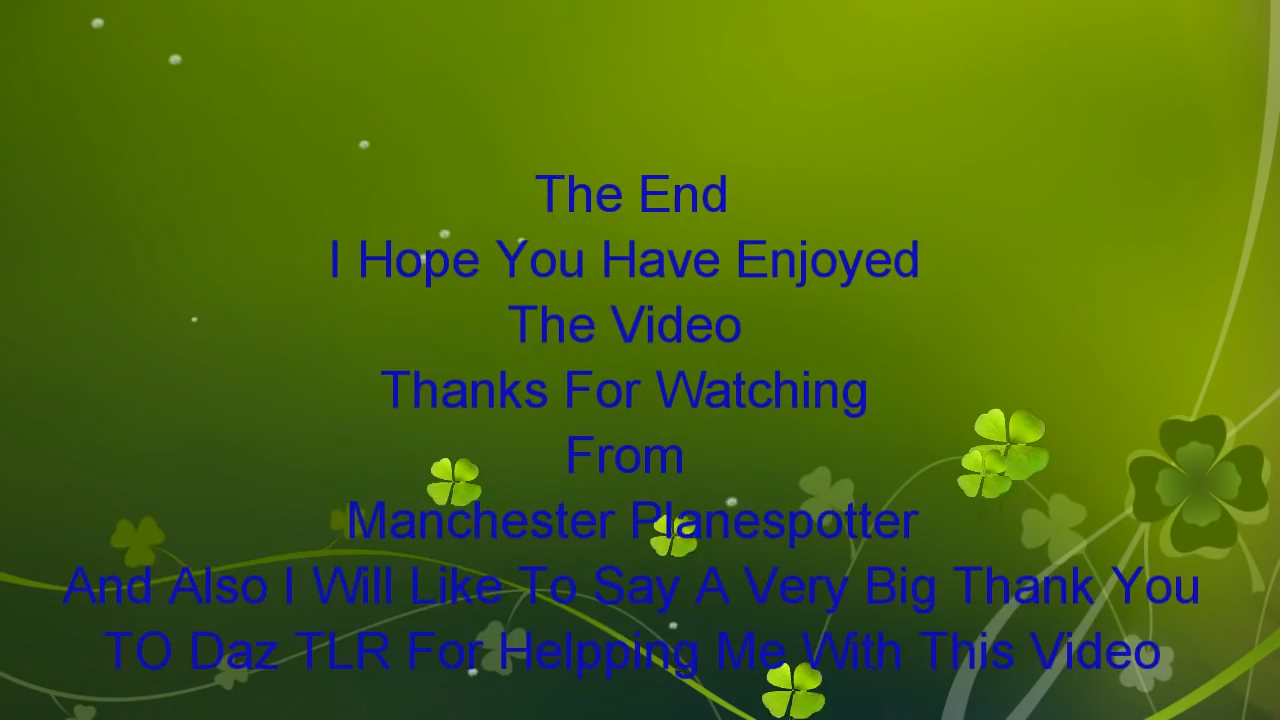 The End
I Hope You Have Enjoyed
The Video
Thanks For Watching
From
Manchester Planespotter
And Also I Will Like To Say A Very Big Thank You
TO Daz TLR For Helpping Me With This Video